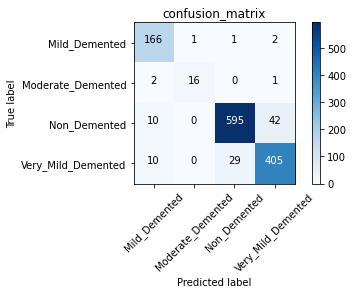 confusion_matrix
True label
Mild_Demented 166 1 1 2
Moderate_Demented 2 16 0 1
Non_Demented 10 0 595 42
Very_Mild_Demented 10 0 29 405
Mild_Demented
Moderate_Demented
Non_Demented
Very_Mild_Demented
Predicted label
500
400
300
200
100
0